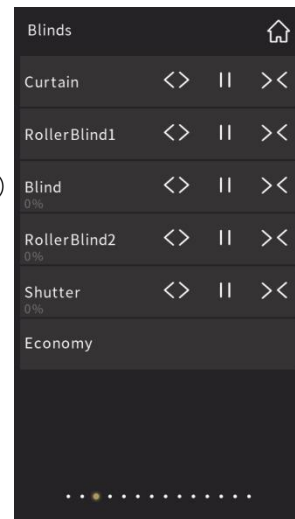 Blinds
Curtain
RollerBlind1
Blind
0%
RollerBlind2
0%
Shutter
0%
Economy